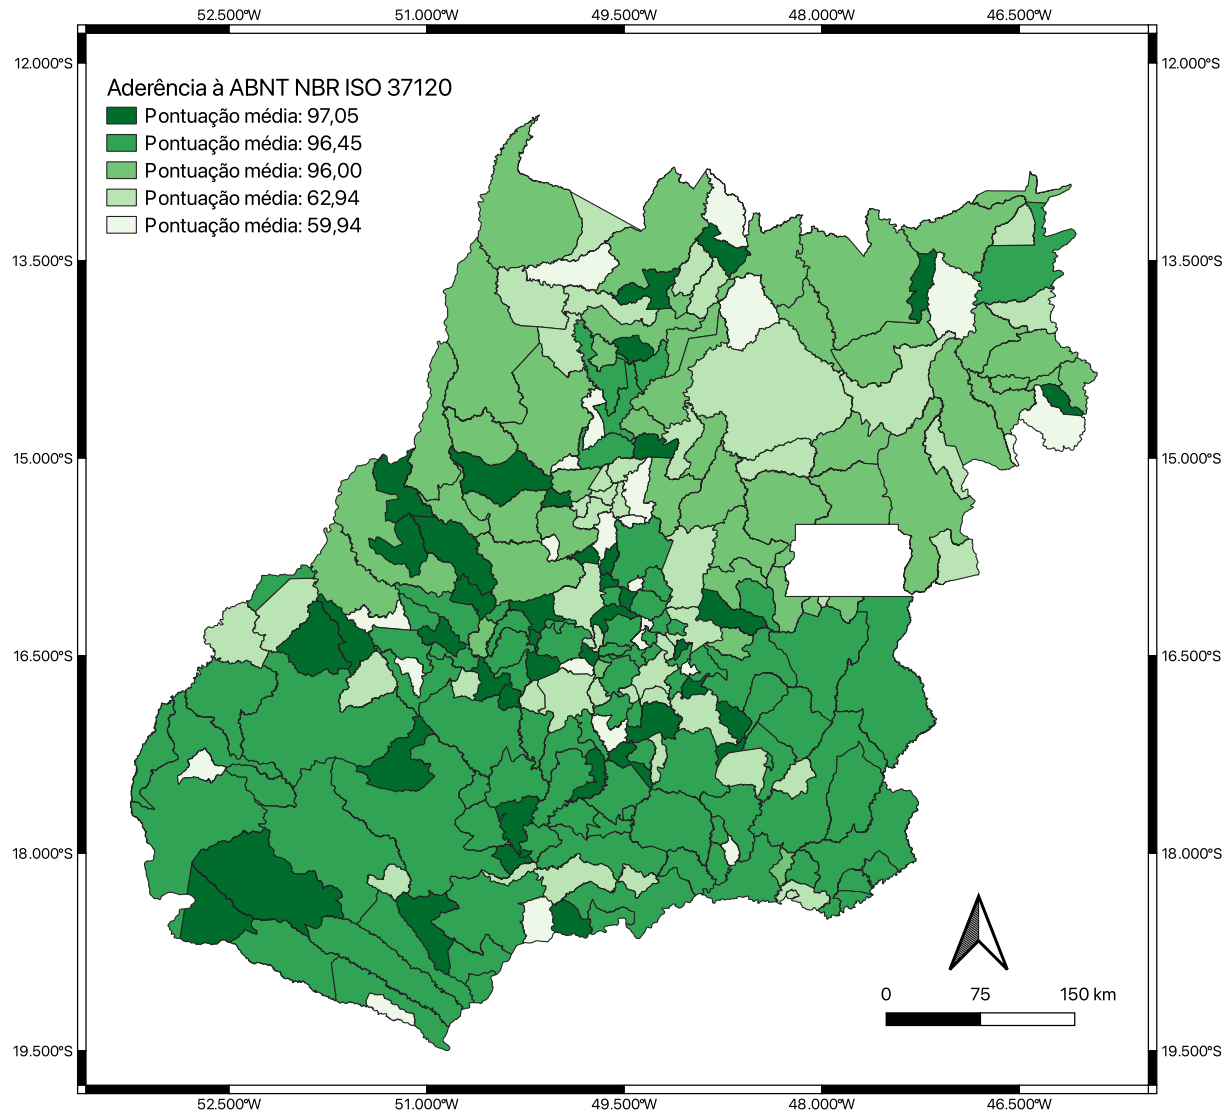 52.500°W 51.000°W 49.500°W 48.000°W 46.500°W
12.000°S 12.000°S
Aderência à ABNT NBR ISO 37120
Pontuação média: 97,05
Pontuação média: 96,45
Pontuação média: 96,00
Pontuação média: 62,94
Pontuação média: 59,94
13.500°S 13.500°S
15.000°S 15.000°S
16.500°S 16.500°S
18.000°S 18.000°S
0 75 150 km
19.500°S 19.500°S
52.500°W 51.000°W 49.500°W 48.000°W 46.500°W